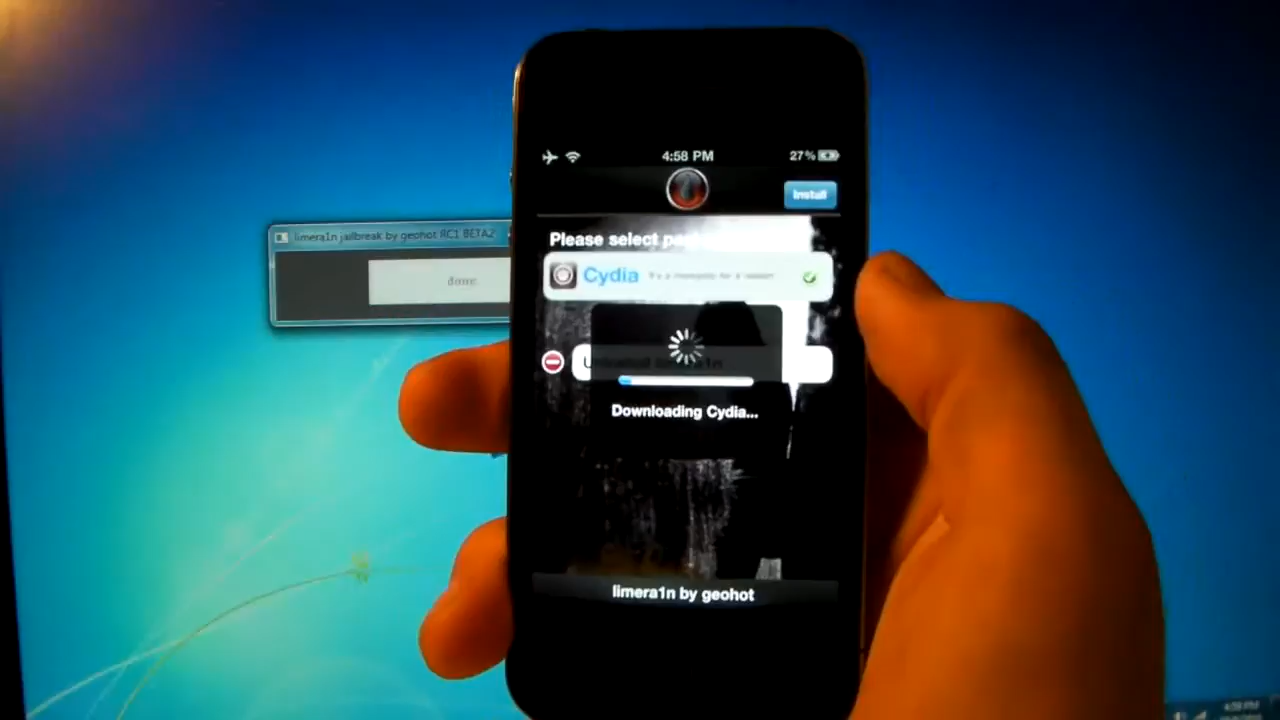 4:58 PM
27%
Install
limera1n jailbreak by geohot RC1 BETA2
Please select
Cydia
done
Downloading Cydia...
limera1n by geohot